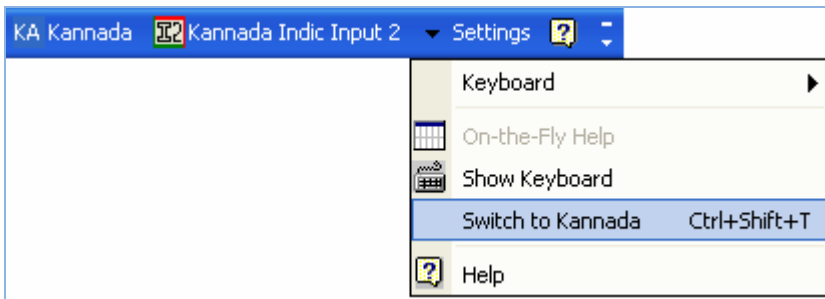 KA Kannada Kannada Indic Input 2 Settings
Keyboard
On-the-Fly Help
Show Keyboard
Switch to Kannada Ctrl+Shift+T
Help